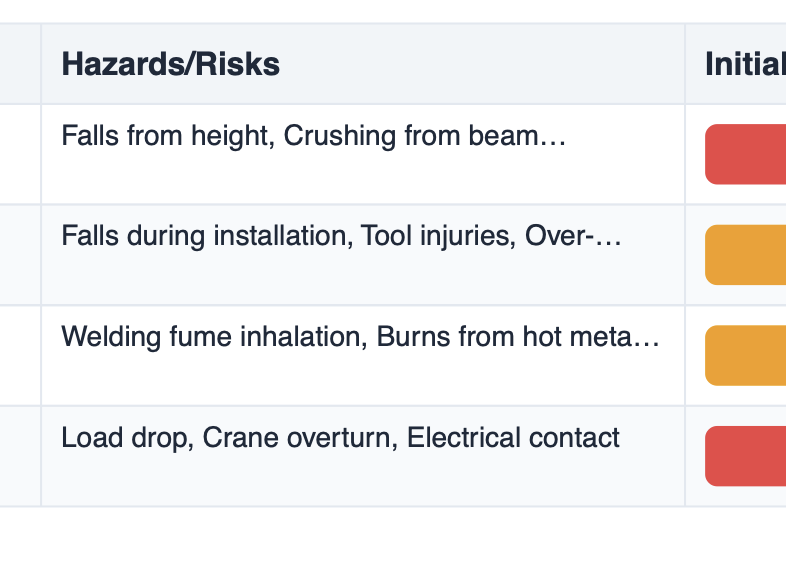 Hazards/Risks Initial
Falls from height, Crushing from beam…
Falls during installation, Tool injuries, Over-…
Welding fume inhalation, Burns from hot meta…
Load drop, Crane overturn, Electrical contact